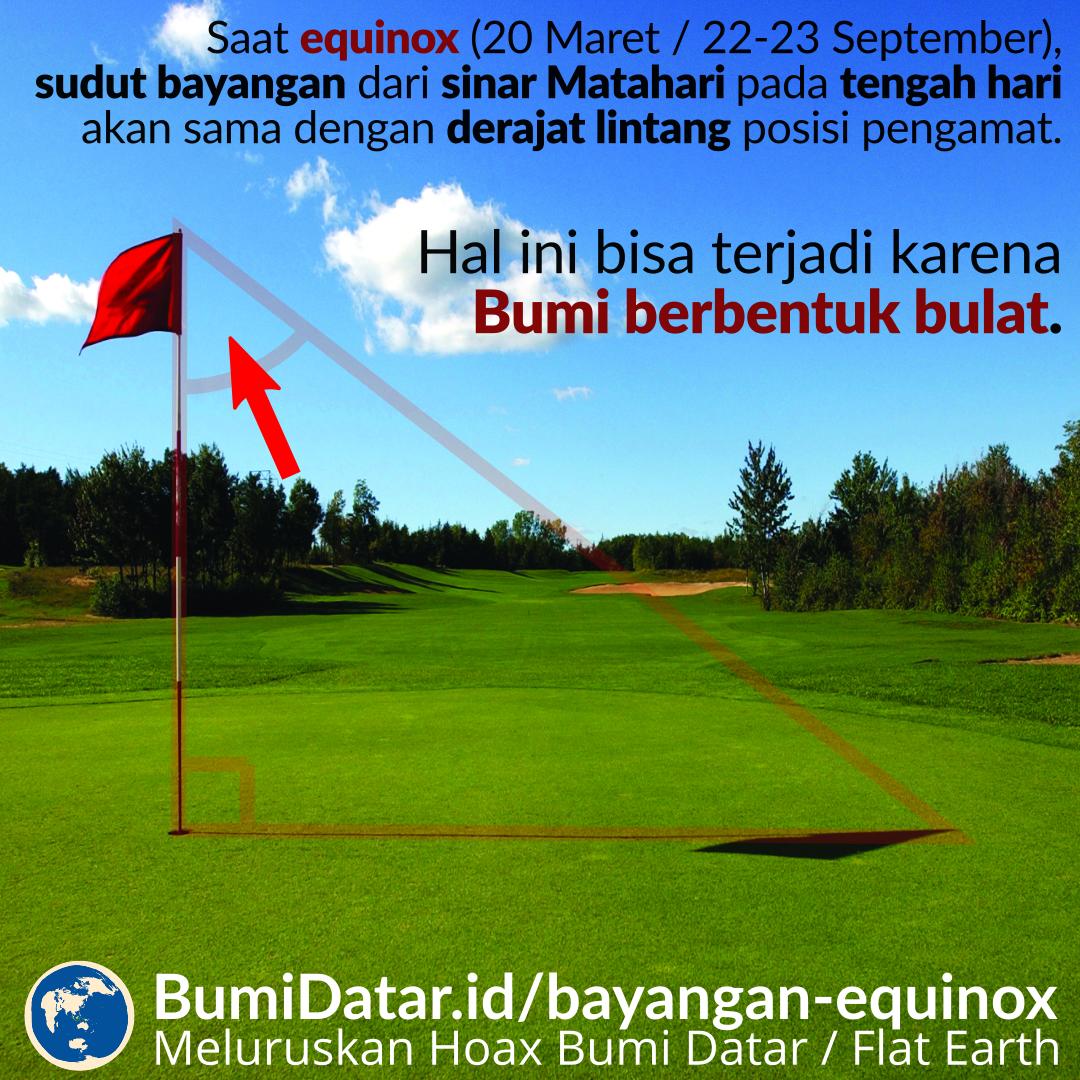 Saat equinox (20 Maret / 22-23 September),
sudut bayangan dari sinar Matahari pada tengah hari
akan sama dengan derajat lintang posisi pengamat.
Hal ini bisa terjadi karena
Bumi berbentuk bulat.
BumiDatar.id/bayangan-equinox
Meluruskan Hoax Bumi Datar / Flat Earth